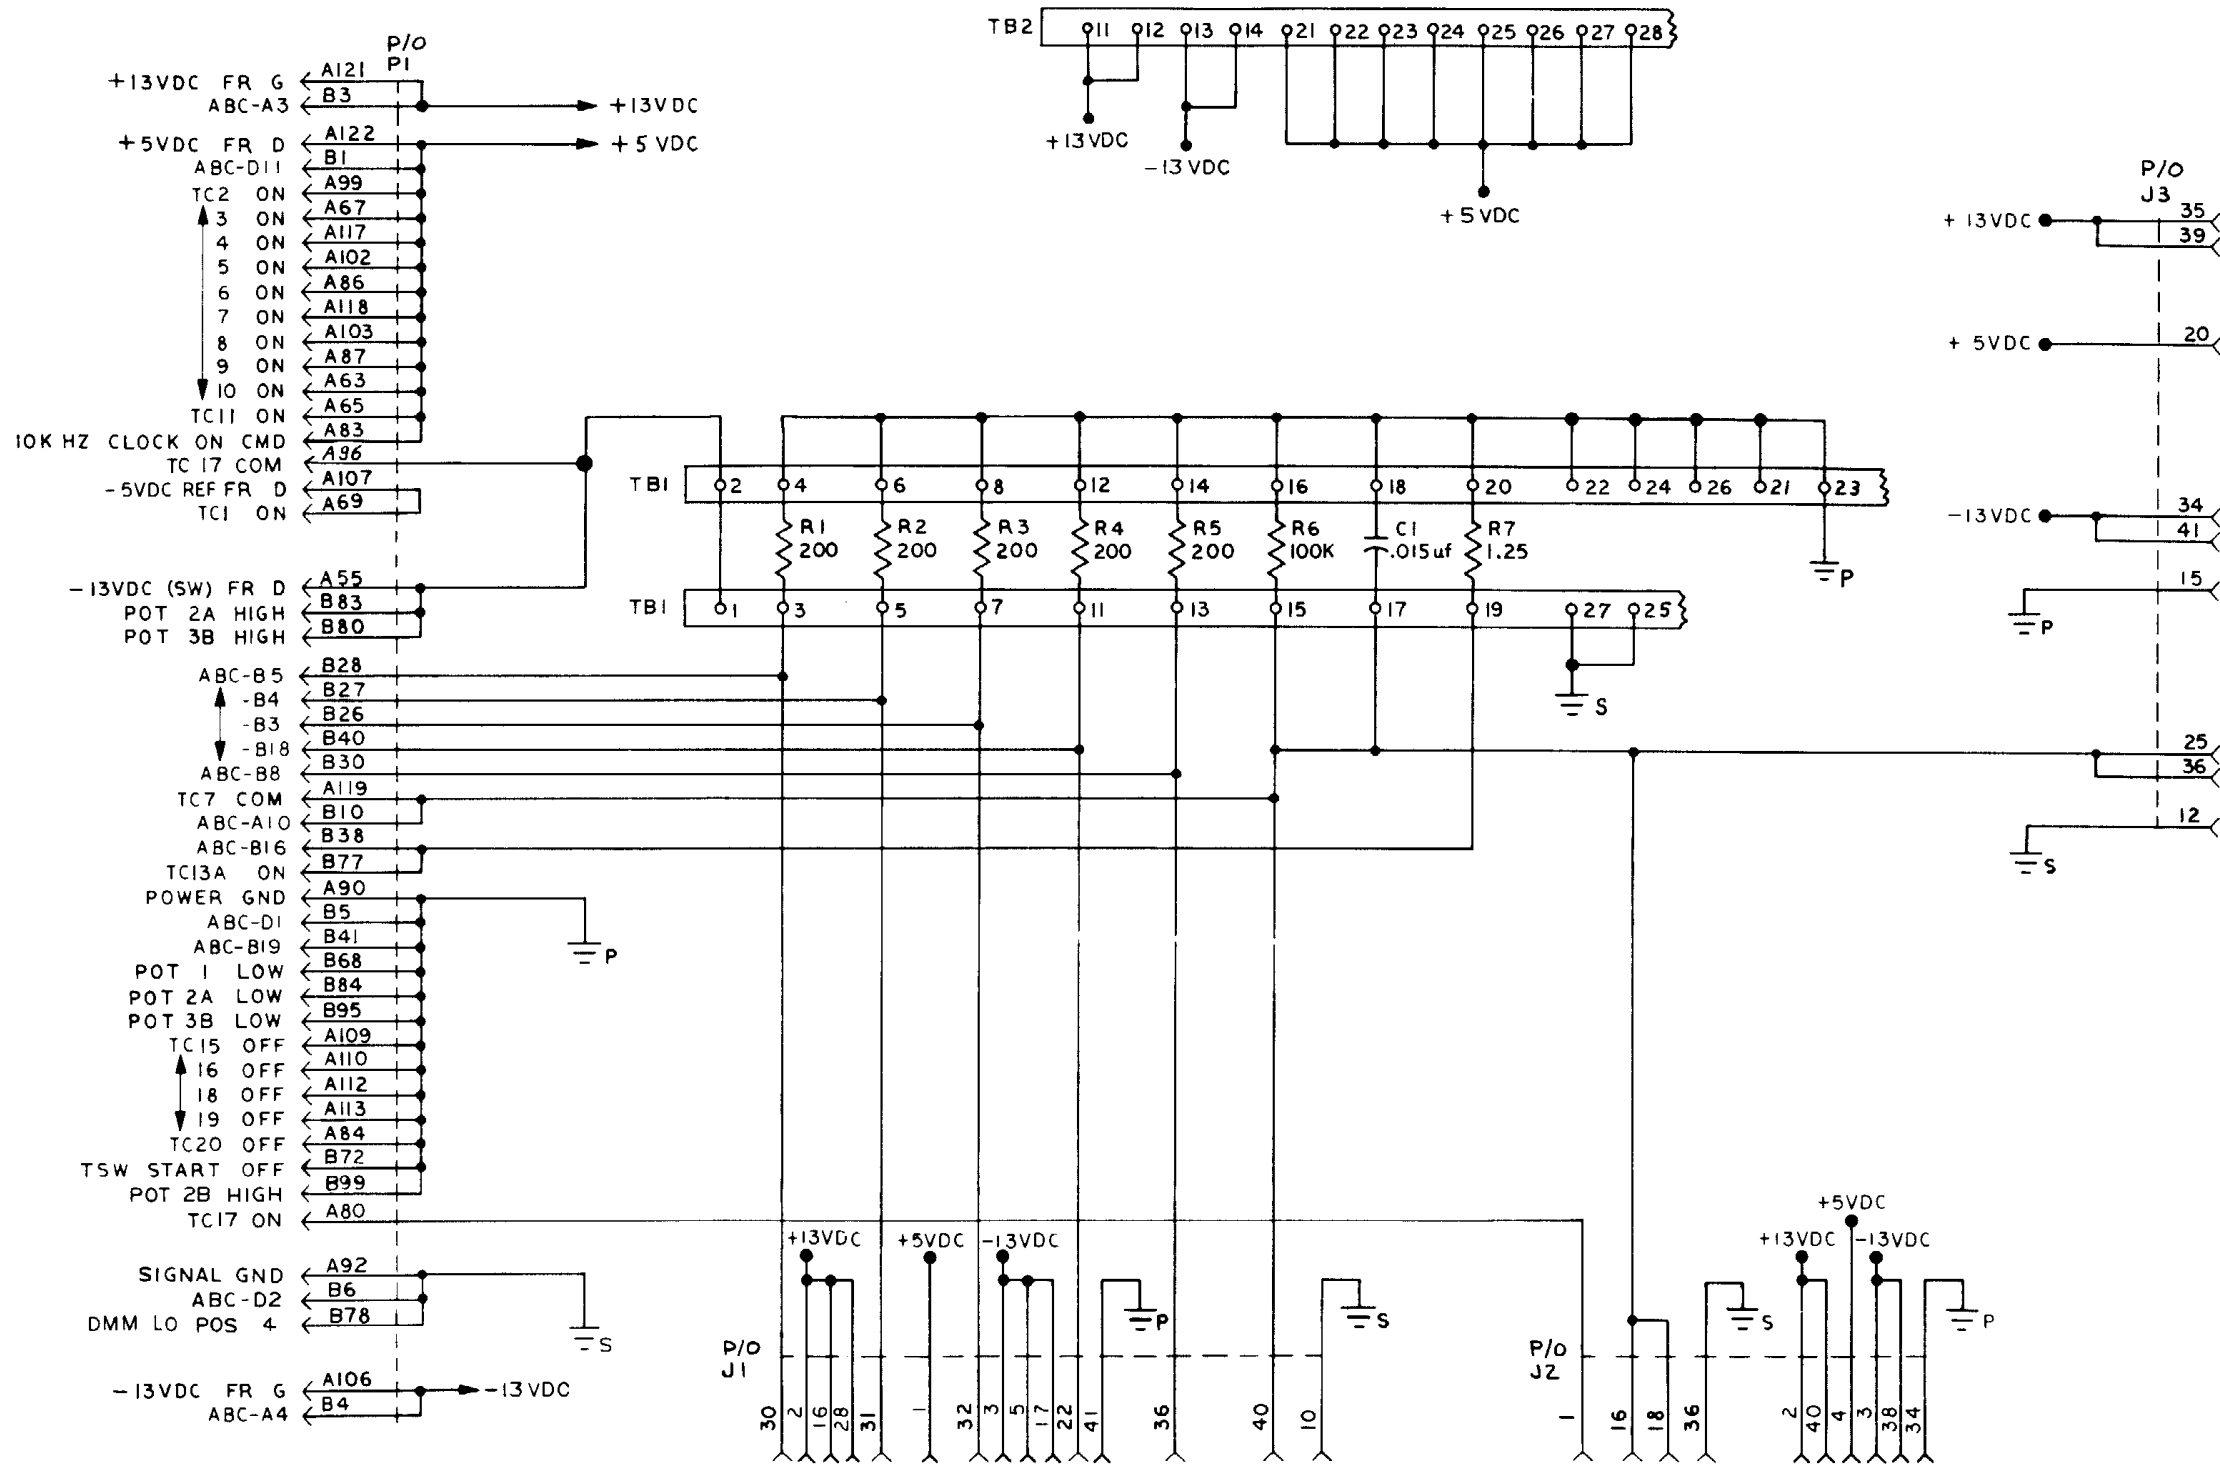 P/O
P1
+13VDC FR G A121
ABC-A3 B3 +13VDC
+5VDC FR D A122 +5VDC
ABC-D11 B1
TC2 ON A99
3 ON A67
4 ON A117
5 ON A102
6 ON A86
7 ON A118
8 ON A103
9 ON A87
10 ON A63
TC11 ON A65
10K HZ CLOCK ON CMD A83
TC 17 COM A96
-5VDC REF FR D A107
TC1 ON A69
-13VDC (SW) FR D A55
POT 2A HIGH B83
POT 3B HIGH B80
ABC-B5 B28
-B4 B27
-B3 B26
-B18 B40
ABC-B8 B30
TC7 COM A119
ABC-A10 B10
ABC-B16 B38
TC13A ON B77
POWER GND A90
ABC-D1 B5
P
ABC-B19 B41
POT 1 LOW B68
POT 2A LOW B84
POT 3B LOW B95
TC15 OFF A109
16 OFF A110
18 OFF A112
19 OFF A113
TC20 OFF A84
TSW START OFF B72
POT 2B HIGH B99
TC17 ON A80
SIGNAL GND A92
ABC-D2 B6
DMM LO POS 4 B78
S
-13VDC FR G A106 -13VDC
ABC-A4 B4
TB2 11 12 13 14 21 22 23 24 25 26 27 28
+13VDC
-13VDC
+5VDC
TB1 2 4 6 8 12 14 16 18 20 22 24 26 21 23
R1 R2 R3 R4 R5 R6 C1 R7
200 200 200 200 200 100K .015uf 1.25
P
TB1 1 3 5 7 11 13 15 17 19 27 25
S
P/O
J3
+13VDC 35
39
+5VDC 20
-13VDC 34
41
15
P
25
36
12
S
+13VDC +5VDC -13VDC
P S
P/O
J1
30 2 16 28 31 1 32 3 5 17 22 41 36 40 10
+5VDC
+13VDC -13VDC
S P
P/O
J2
1 16 18 36 2 40 4 3 38 34